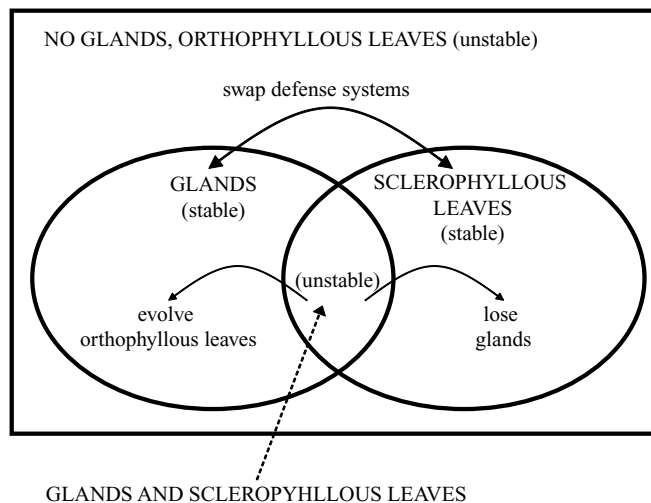 NO GLANDS, ORTHOPHYLLOUS LEAVES (unstable)
swap defense systems
GLANDS
(stable)
SCLEROPHYLLOUS
LEAVES
(stable)
(unstable)
evolve
orthophyllous leaves
lose
glands
GLANDS AND SCLEROPYHLLOUS LEAVES